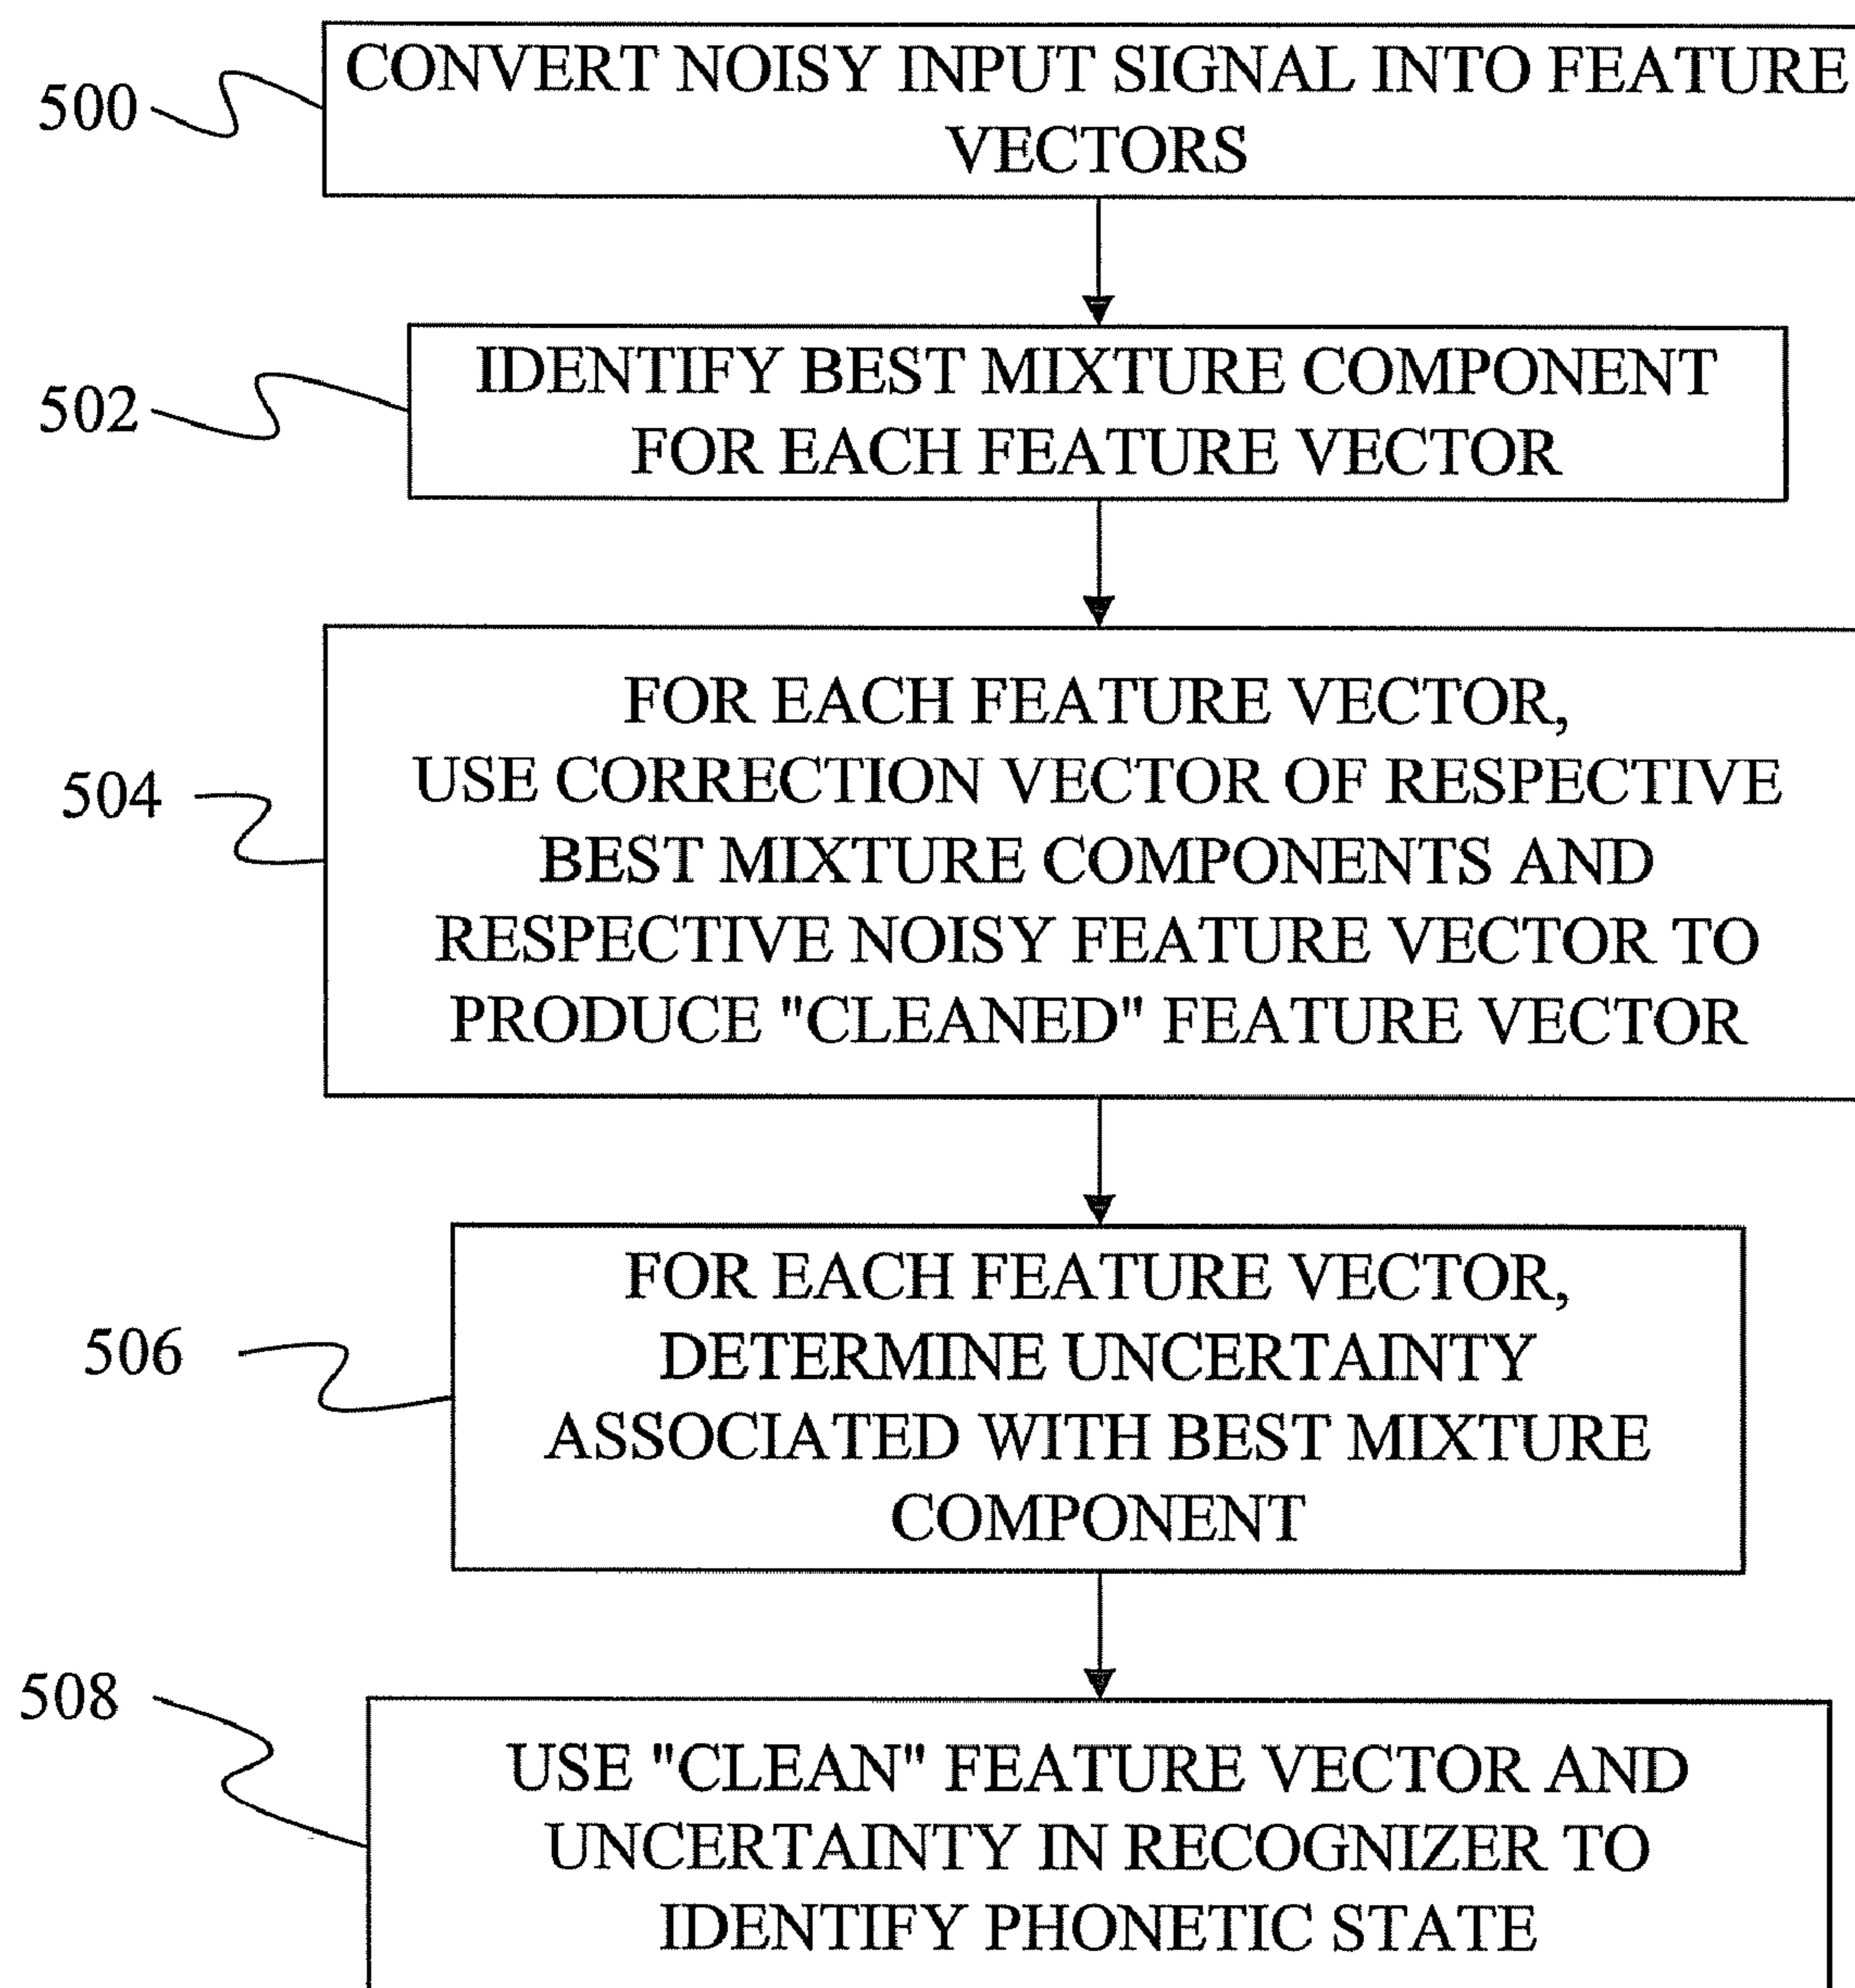 500
CONVERT NOISY INPUT SIGNAL INTO FEATURE
VECTORS
502
IDENTIFY BEST MIXTURE COMPONENT
FOR EACH FEATURE VECTOR
504
FOR EACH FEATURE VECTOR,
USE CORRECTION VECTOR OF RESPECTIVE
BEST MIXTURE COMPONENTS AND
RESPECTIVE NOISY FEATURE VECTOR TO
PRODUCE "CLEANED" FEATURE VECTOR
506
FOR EACH FEATURE VECTOR,
DETERMINE UNCERTAINTY
ASSOCIATED WITH BEST MIXTURE
COMPONENT
508
USE "CLEAN" FEATURE VECTOR AND
UNCERTAINTY IN RECOGNIZER TO
IDENTIFY PHONETIC STATE